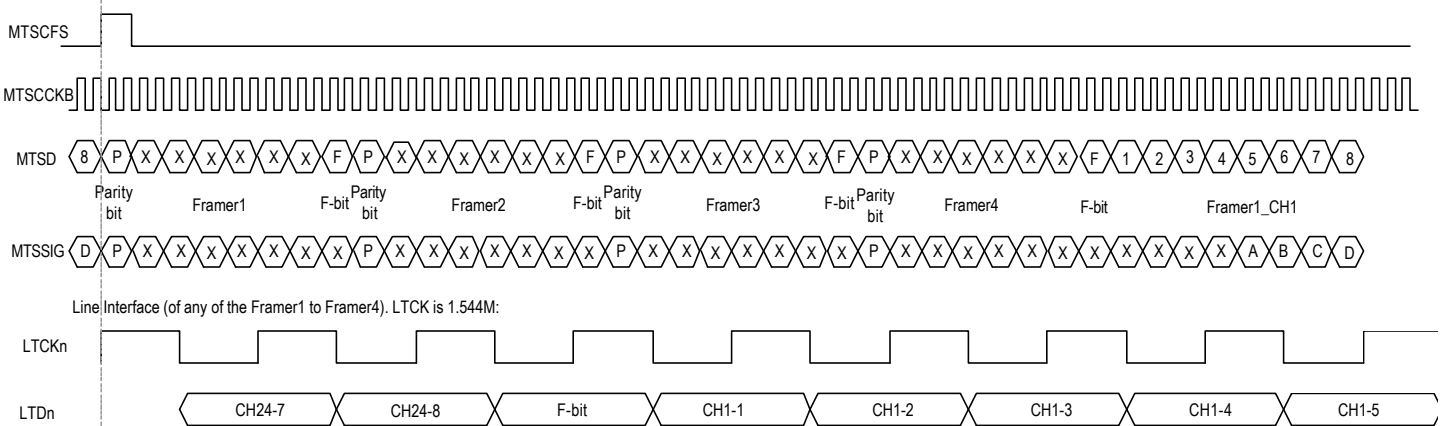 MTSCFS
MTSCCKB
MTSD 8 P X X X X X X F P X X X X X X F P X X X X X X F P X X X X X X F 1 2 3 4 5 6 7 8
Parity bit Framer1 F-bit Parity bit Framer2 F-bit Parity bit Framer3 F-bit Parity bit Framer4 F-bit Framer1_CH1
MTSSIG D P X X X X X X X P X X X X X X X P X X X X X X X P X X X X X X X X X X X A B C D
Line Interface (of any of the Framer1 to Framer4). LTCK is 1.544M:
LTCKn
LTDn CH24-7 CH24-8 F-bit CH1-1 CH1-2 CH1-3 CH1-4 CH1-5